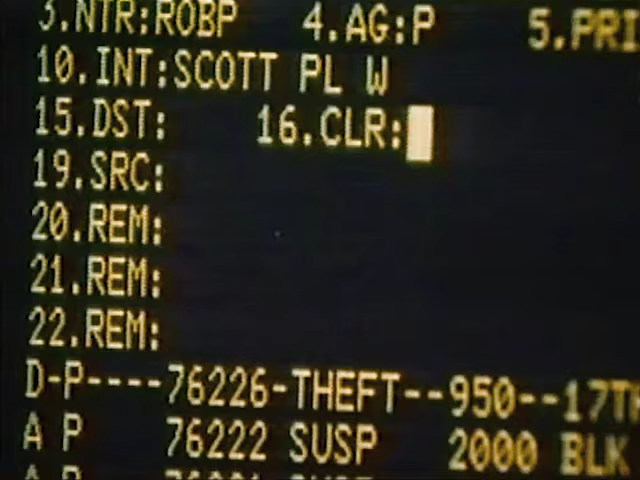 3.NTR:ROBP 4.AG:P 5.PRI
10.INT:SCOTT PL W
15.DST: 16.CLR:
19.SRC:
20.REM:
21.REM:
22.REM:
D-P----76226-THEFT--950--17TH
A P 76222 SUSP 2000 BLK
A P